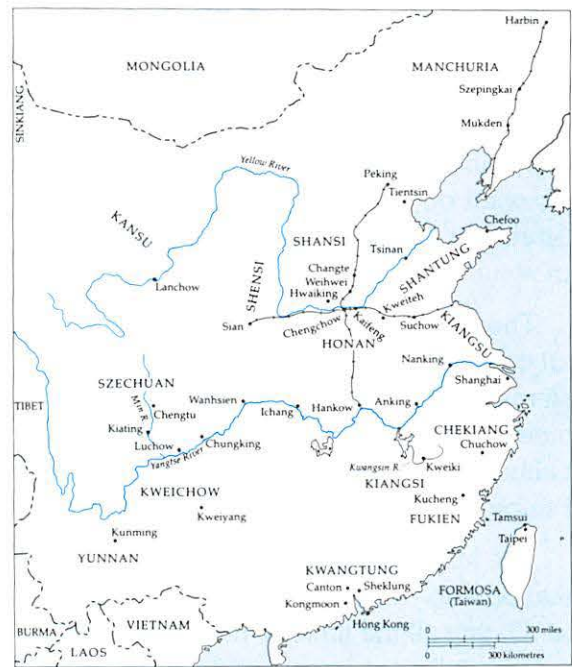 Harbin
MONGOLIA
MANCHURIA
SINKIANG
Szepingkai
Mukden
Yellow River
Peking
Tientsin
KANSU
Chefoo
SHANSI
Tsinan
SHANTUNG
Lanchow
SHENSI
Changte
Weihwei
Hwaiking
Kweiteh
Sian
Chengchow
Kaifeng
Suchow
KIANGSU
HONAN
Nanking
SZECHUAN
Shanghai
TIBET
Min R.
Chengtu
Wanhsien
Ichang
Hankow
Anking
CHEKIANG
Kiating
Chuchow
Luchow
Chungking
Yangtse River
Kwangsin R.
Kweiki
KWEICHOW
KIANGSI
Kweiyang
Kucheng
Kunming
FUKIEN
Tamsui
YUNNAN
Taipei
KWANGTUNG
Canton
Sheklung
FORMOSA
(Taiwan)
Kongmoon
VIETNAM
Hong Kong
BURMA
LAOS
0 300 miles
0 300 kilometres